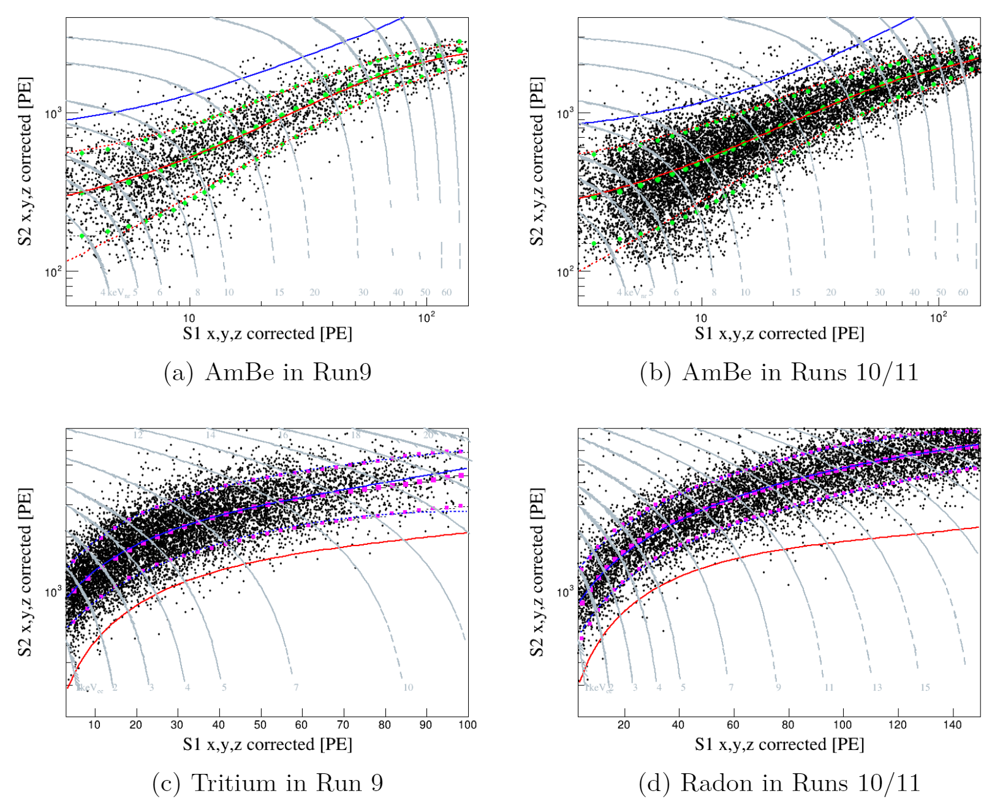 S2 x,y,z corrected [PE]
10³
10²
4 keVnr 5 6 8 10 15 20 30 40 50 60
10 10²
S1 x,y,z corrected [PE]
(a) AmBe in Run9
S2 x,y,z corrected [PE]
10³
10²
4 keVnr 5 6 8 10 15 20 30 40 50 60
10 10²
S1 x,y,z corrected [PE]
(b) AmBe in Runs 10/11
S2 x,y,z corrected [PE]
12 14 16 18 20
10³
1keVee 2 3 4 5 7 10
10 20 30 40 50 60 70 80 90 100
S1 x,y,z corrected [PE]
(c) Tritium in Run 9
S2 x,y,z corrected [PE]
10³
1keVee 2 3 4 5 7 9 11 13 15
20 40 60 80 100 120 140
S1 x,y,z corrected [PE]
(d) Radon in Runs 10/11